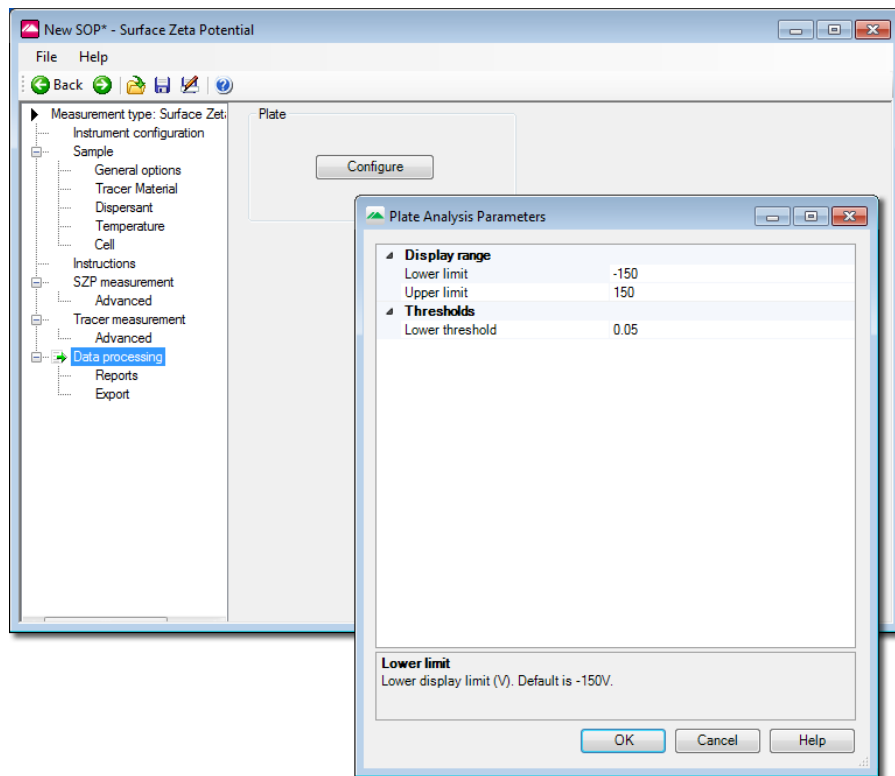 New SOP* - Surface Zeta Potential
File Help
Back
Measurement type: Surface Zet
Instrument configuration
Sample
General options
Tracer Material
Dispersant
Temperature
Cell
Instructions
SZP measurement
Advanced
Tracer measurement
Advanced
Data processing
Reports
Export
Plate
Configure
Plate Analysis Parameters
Display range
Lower limit -150
Upper limit 150
Thresholds
Lower threshold 0.05
Lower limit
Lower display limit (V). Default is -150V.
OK Cancel Help